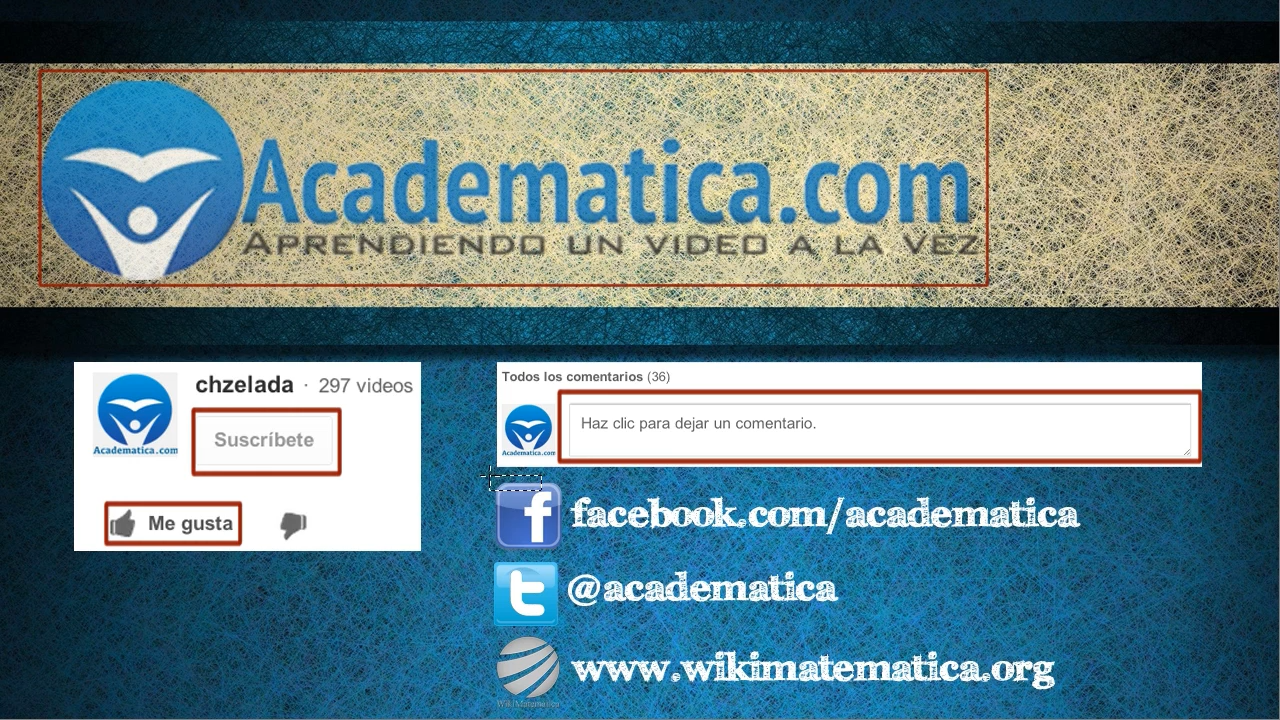 Academatica.com
APRENDIENDO UN VIDEO A LA VEZ
chzelada · 297 videos
Academatica.com
Suscríbete
Me gusta
Todos los comentarios (36)
Haz clic para dejar un comentario.
Academatica.com
facebook.com/academatica
@academatica
www.wikimatematica.org
WikiMatematica